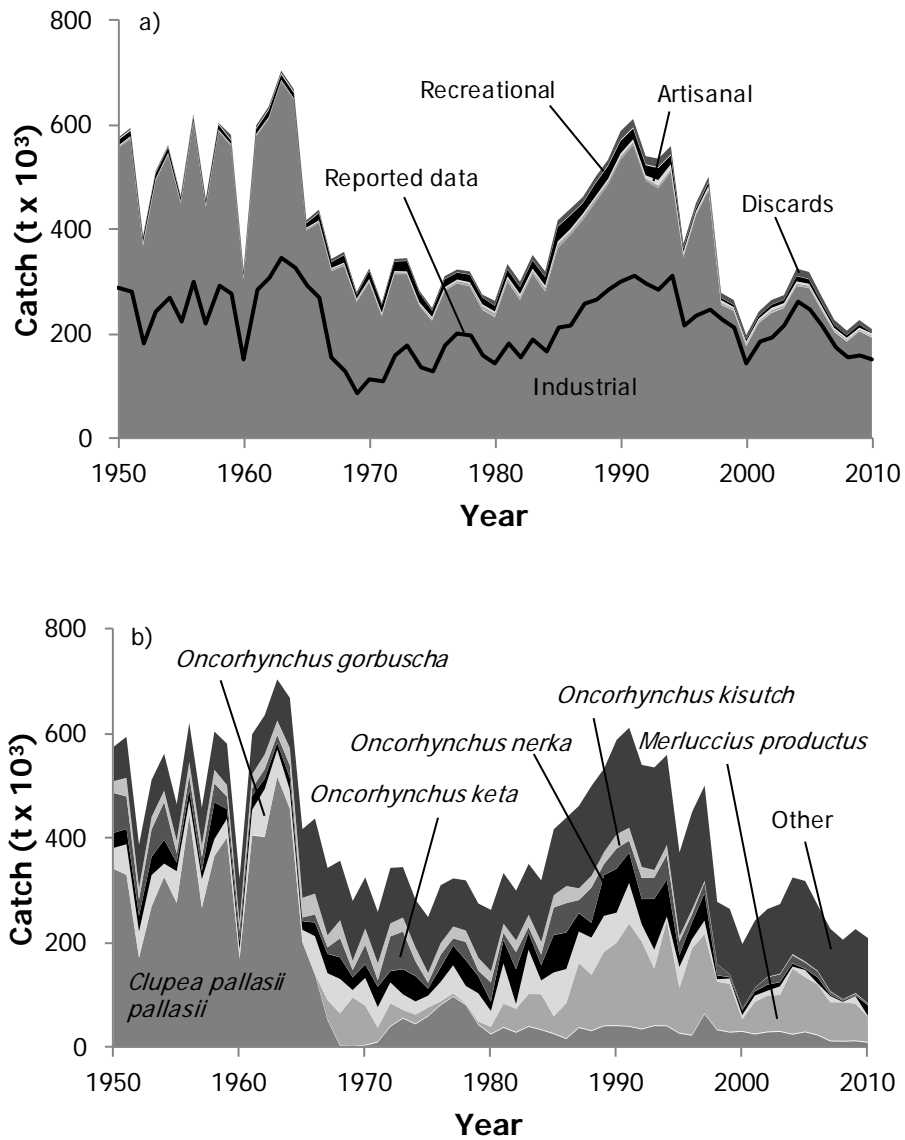 a)
800
600
400
200
0
Catch (t x 10³)
Recreational
Artisanal
Reported data
Discards
Industrial
1950 1960 1970 1980 1990 2000 2010
Year
b)
800
600
400
200
0
Catch (t x 10³)
Oncorhynchus gorbuscha
Oncorhynchus kisutch
Oncorhynchus nerka
Merluccius productus
Oncorhynchus keta
Other
Clupea pallasii
pallasii
1950 1960 1970 1980 1990 2000 2010
Year